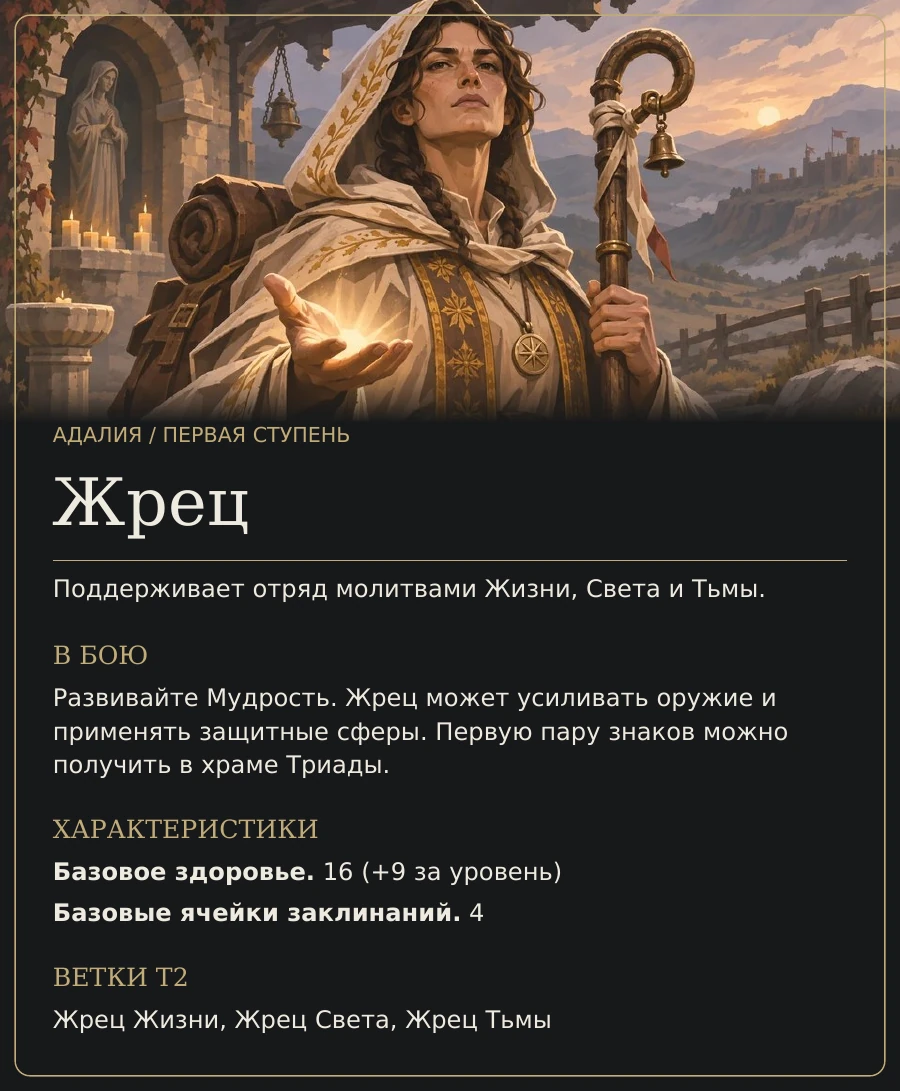 АДАЛИЯ / ПЕРВАЯ СТУПЕНЬ
Жрец
Поддерживает отряд молитвами Жизни, Света и Тьмы.
В БОЮ
Развивайте Мудрость. Жрец может усиливать оружие и
применять защитные сферы. Первую пару знаков можно
получить в храме Триады.
ХАРАКТЕРИСТИКИ
Базовое здоровье. 16 (+9 за уровень)
Базовые ячейки заклинаний. 4
ВЕТКИ Т2
Жрец Жизни, Жрец Света, Жрец Тьмы